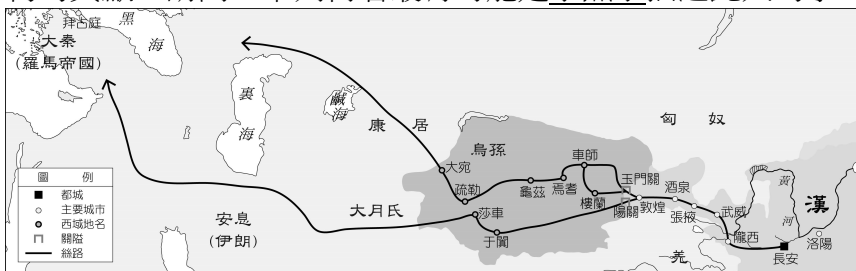 黑
海
拜占庭
大秦
(羅馬帝國)
裏
海
鹹
海
康居
匈奴
烏孫
大宛
疏勒
龜茲
焉耆
車師
樓蘭
玉門關
陽關
敦煌
酒泉
張掖
武威
隴西
黃
河
漢
洛陽
長安
羌
莎車
于闐
大月氏
安息
(伊朗)
圖例
都城
主要城市
西域地名
關隘
絲路